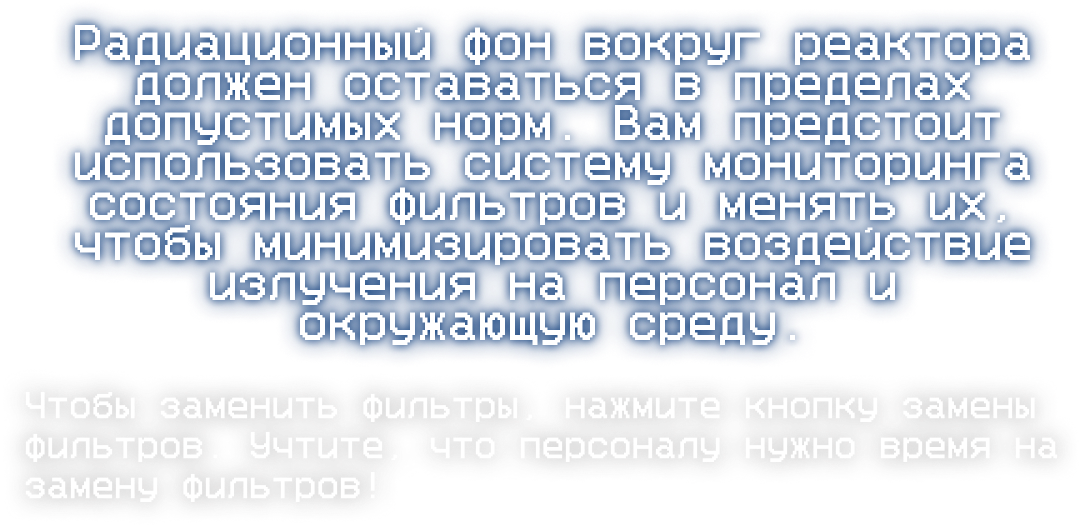 Радиационный фон вокруг реактора
должен оставаться в пределах
допустимых норм. Вам предстоит
использовать систему мониторинга
состояния фильтров и менять их,
чтобы минимизировать воздействие
излучения на персонал и
окружающую среду.
Чтобы заменить фильтры, нажмите кнопку замены
фильтров. Учтите, что персоналу нужно время на
замену фильтров!